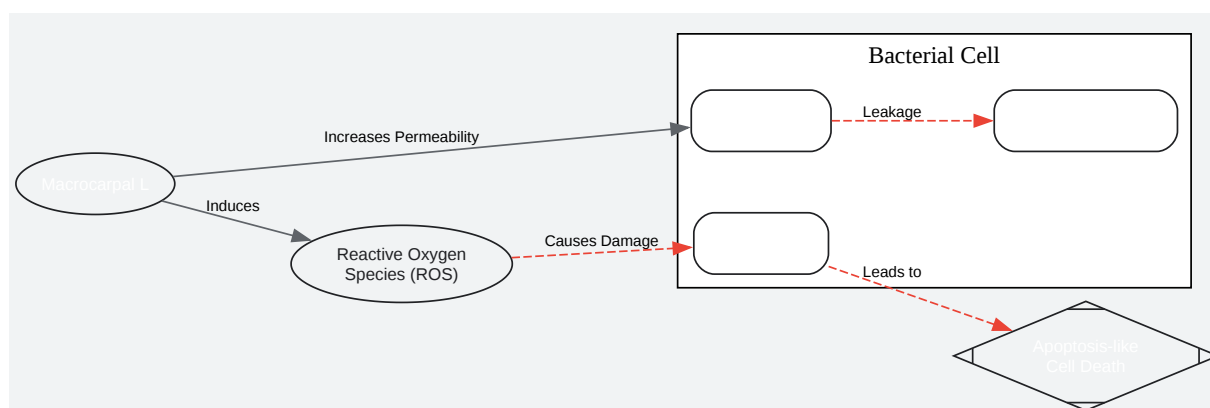 Bacterial Cell
Leakage
Increases Permeability
Macrocarpal L
Induces
Reactive Oxygen
Species (ROS)
Causes Damage
Leads to
Apoptosis-like
Cell Death